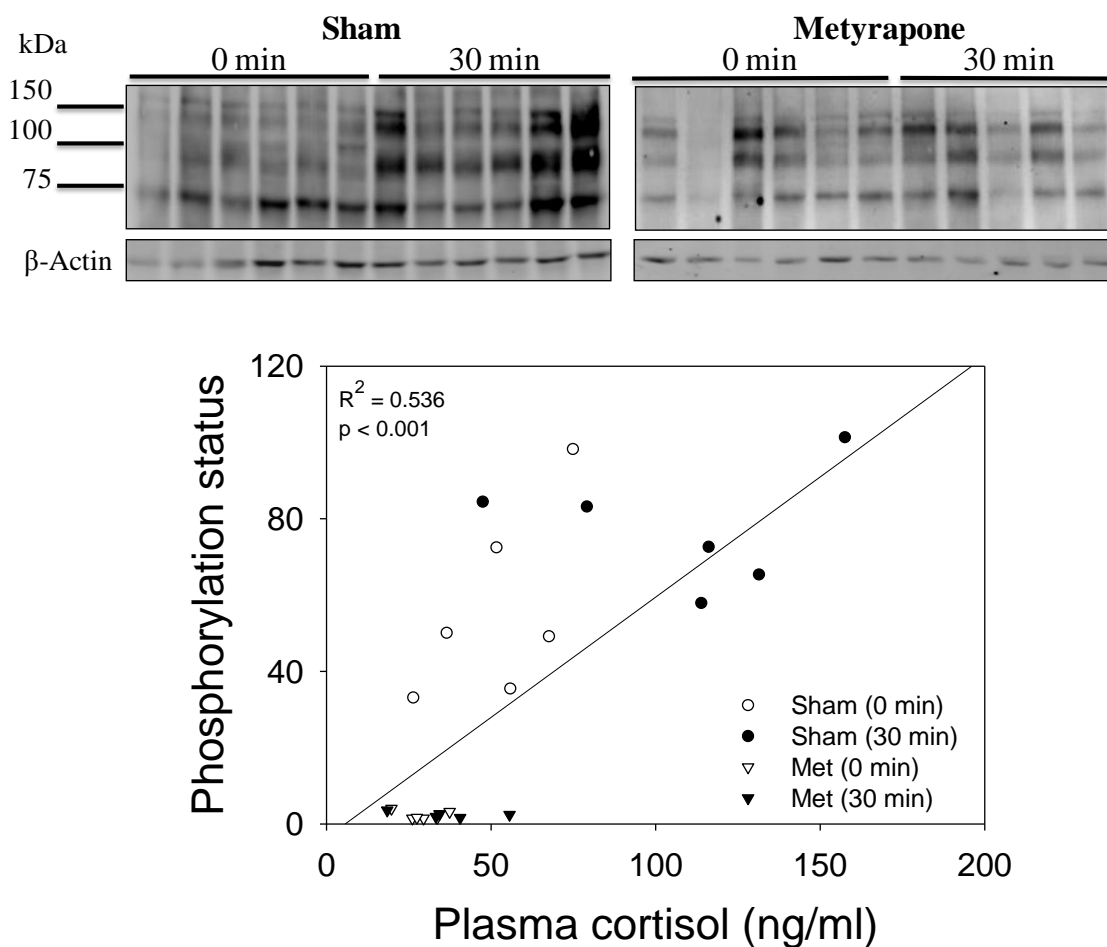 Sham
Metyrapone
kDa
0 min
30 min
0 min
30 min
150
100
75
β-Actin
120
R² = 0.536
p < 0.001
80
40
0
Phosphorylation status
Sham (0 min)
Sham (30 min)
Met (0 min)
Met (30 min)
0
50
100
150
200
Plasma cortisol (ng/ml)